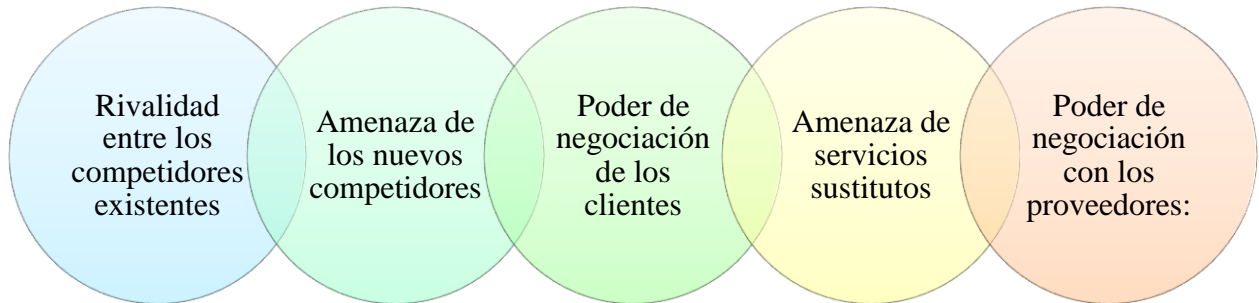 Rivalidad
entre los
competidores
existentes
Amenaza de
los nuevos
competidores
Poder de
negociación
de los
clientes
Amenaza de
servicios
sustitutos
Poder de
negociación
con los
proveedores: